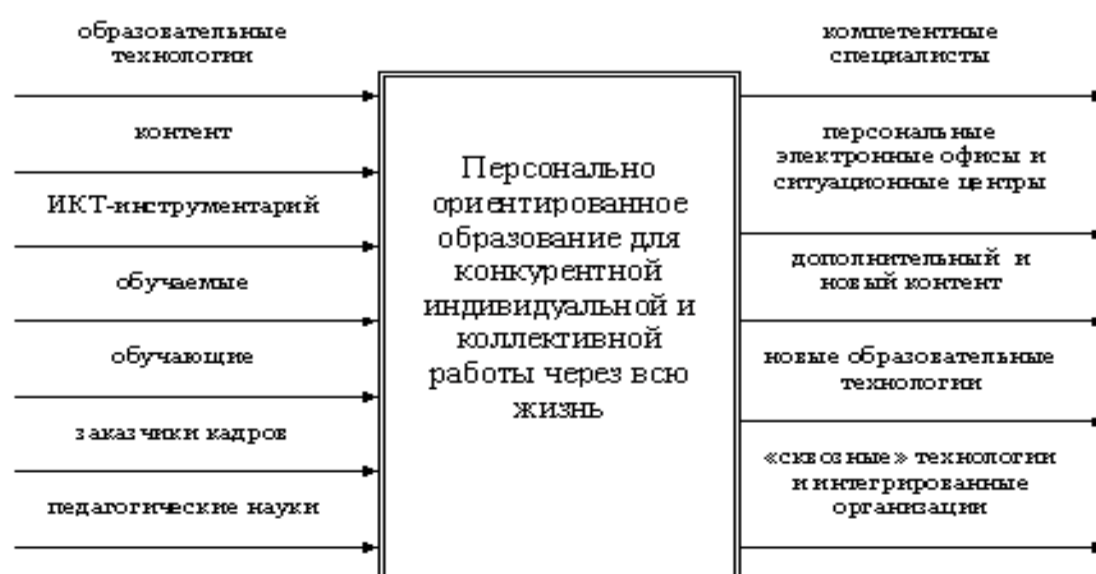 образовательные
технологии
контент
ИКТ-инструментарий
обучаемые
обучающие
заказчики кадров
педагогические науки
Персонально
ориентированное
образование для
конкурентной
индивидуальной и
коллективной
работы через всю
жизнь
компетентные
специалисты
персональные
электронные офисы и
ситуационные центры
дополнительный и
новый контент
новые образовательные
технологии
«сквозные» технологии
и интегрированные
организации